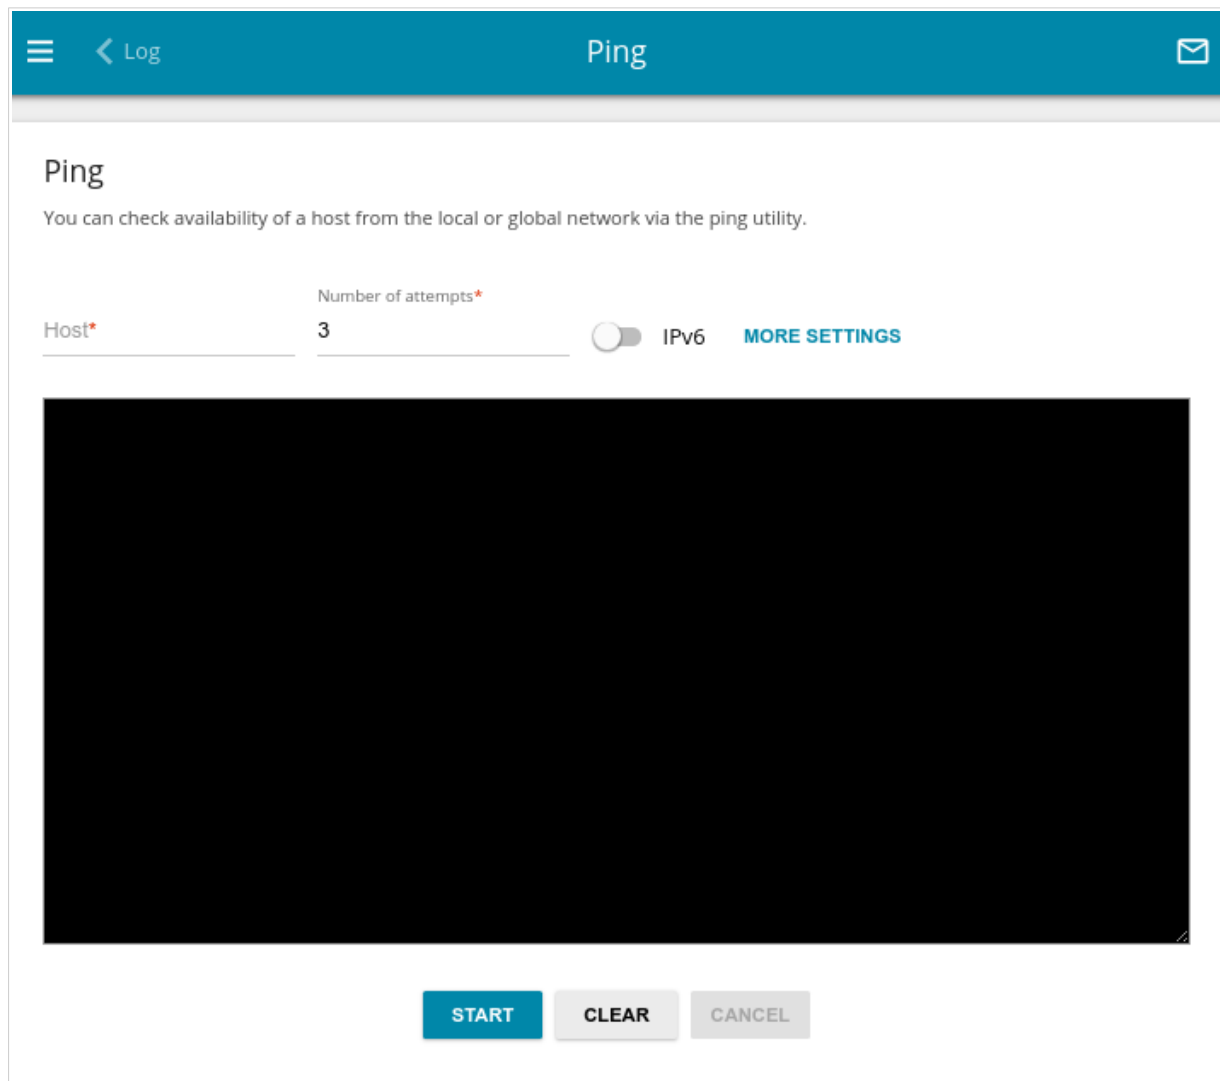 Log
Ping
Ping
You can check availability of a host from the local or global network via the ping utility.
Number of attempts*
Host*
3
IPv6
MORE SETTINGS
START
CLEAR
CANCEL